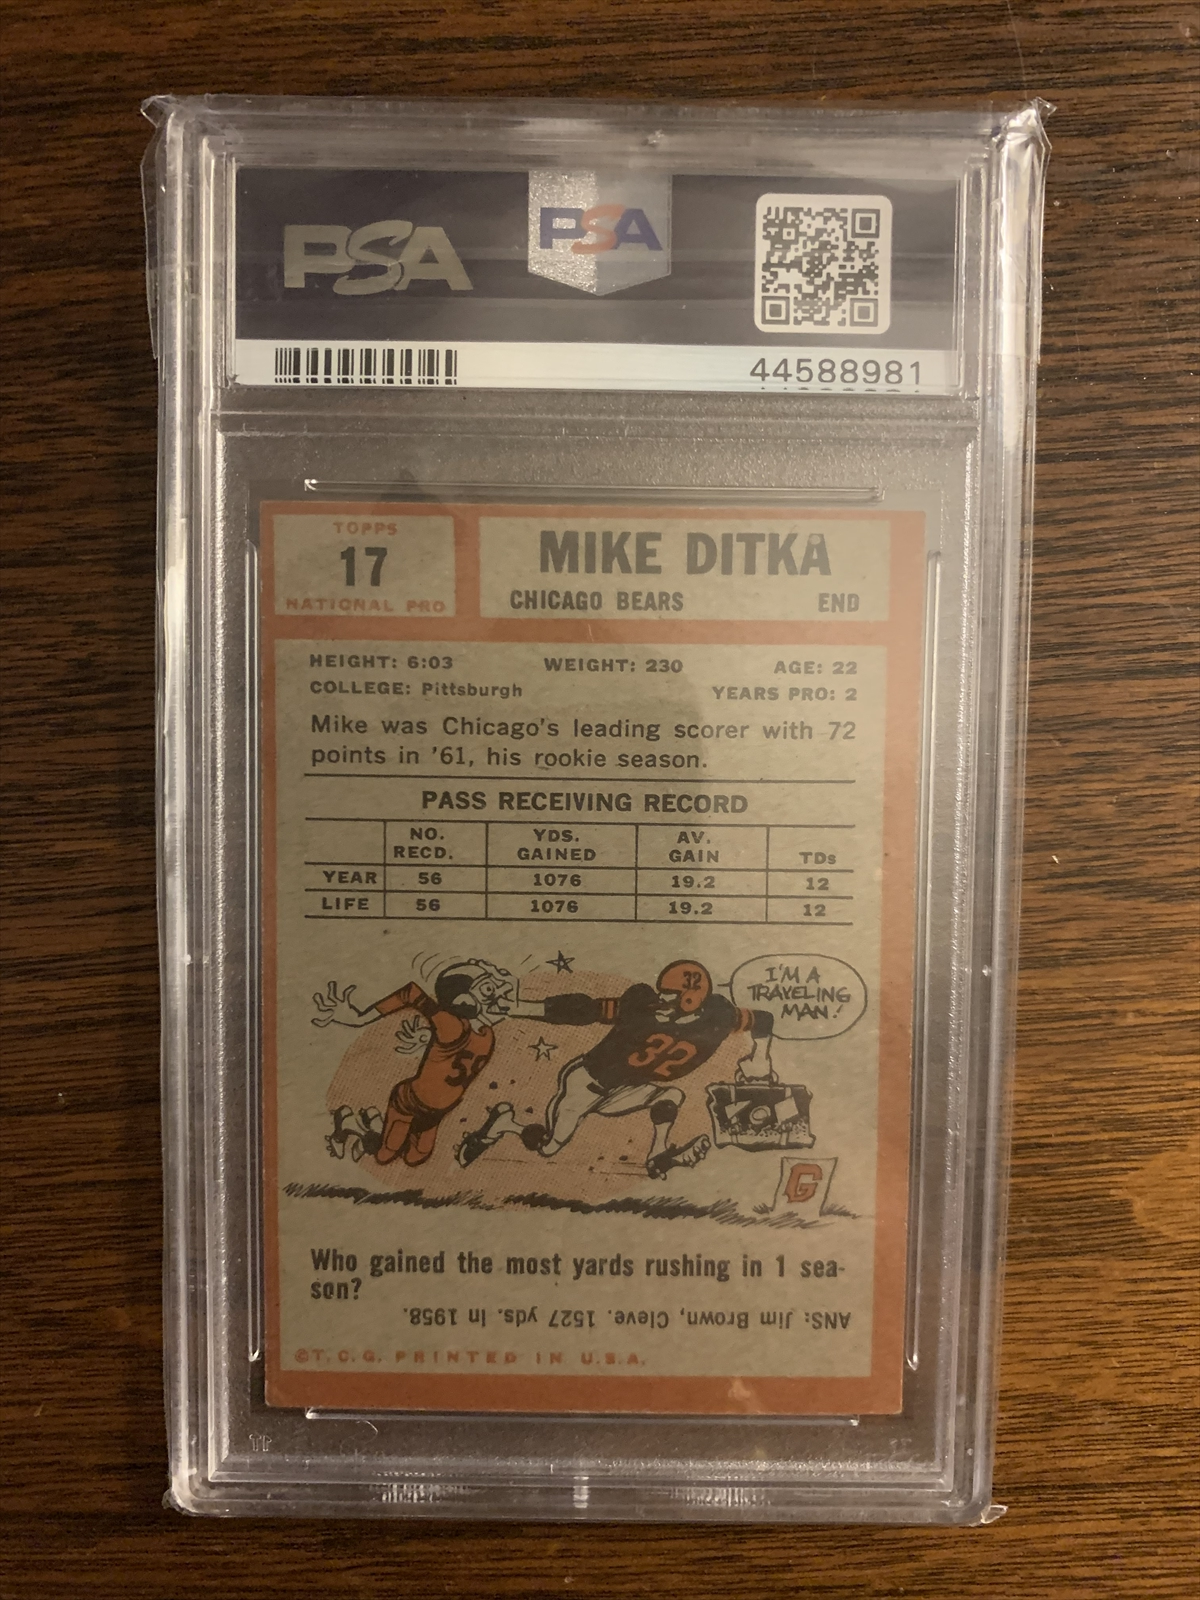 PSA
PSA
44588981
TOPPS
17
NATIONAL PRO
MIKE DITKA
CHICAGO BEARS END
HEIGHT: 6:03 WEIGHT: 230 AGE: 22
COLLEGE: Pittsburgh YEARS PRO: 2
Mike was Chicago's leading scorer with 72
points in '61, his rookie season.
PASS RECEIVING RECORD
NO. RECD. YDS. GAINED AV. GAIN TDs
YEAR 56 1076 19.2 12
LIFE 56 1076 19.2 12
32
I'M A
TRAVELING
MAN!
32
G
Who gained the most yards rushing in 1 sea-
son?
ANS: Jim Brown, Cleve. 1527 yds. in 1958.
©T.C.G. PRINTED IN U.S.A.